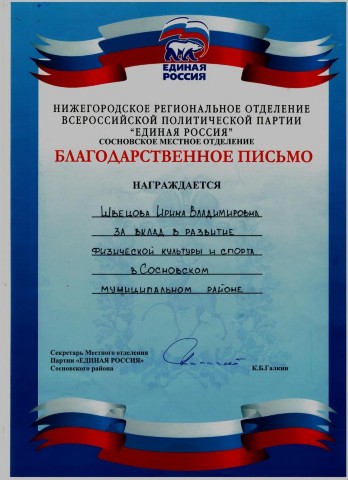 ЕДИНАЯ
РОССИЯ
НИЖЕГОРОДСКОЕ РЕГИОНАЛЬНОЕ ОТДЕЛЕНИЕ
ВСЕРОССИЙСКОЙ ПОЛИТИЧЕСКОЙ ПАРТИИ
"ЕДИНАЯ РОССИЯ"
СОСНОВСКОЕ МЕСТНОЕ ОТДЕЛЕНИЕ
БЛАГОДАРСТВЕННОЕ ПИСЬМО
НАГРАЖДАЕТСЯ
Швецова Ирина Владимировна
за вклад в развитие
физической культуры и спорта
в Сосновском
муниципальном районе
Секретарь Местного отделения
Партии «ЕДИНАЯ РОССИЯ»
Сосновского района
К.Б.Галкин